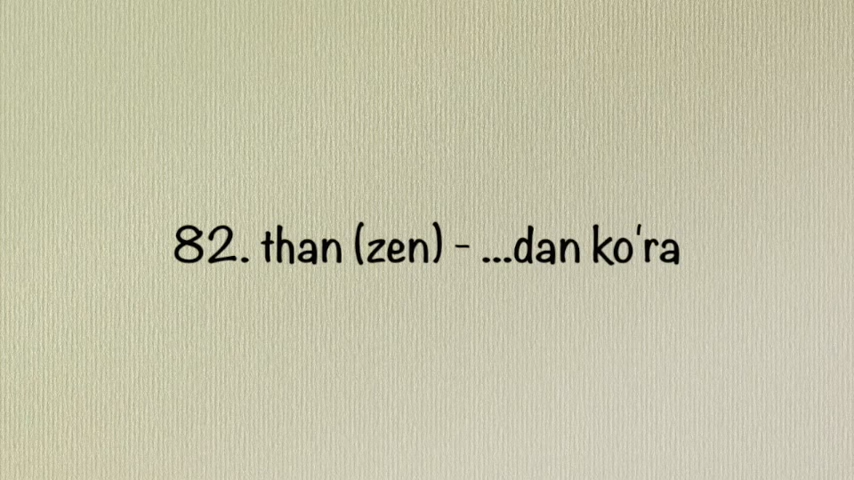 82. than (zen) - ...dan ko'ra